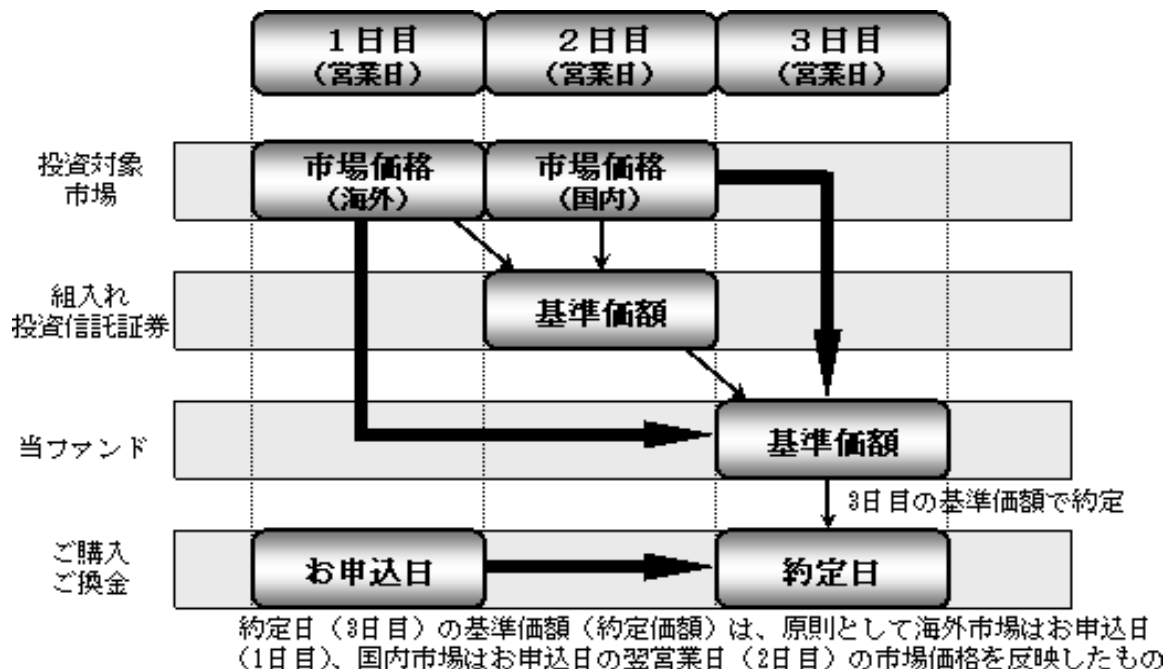 1日目
(営業日)
2日目
(営業日)
3日目
(営業日)
投資対象
市場
市場価格
(海外)
市場価格
(国内)
組入れ
投資信託証券
基準価額
当ファンド
基準価額
3日目の基準価額で約定
ご購入
ご換金
お申込日
約定日
約定日(3日目)の基準価額(約定価額)は、原則として海外市場はお申込日
(1日目)、国内市場はお申込日の翌営業日(2日目)の市場価格を反映したもの